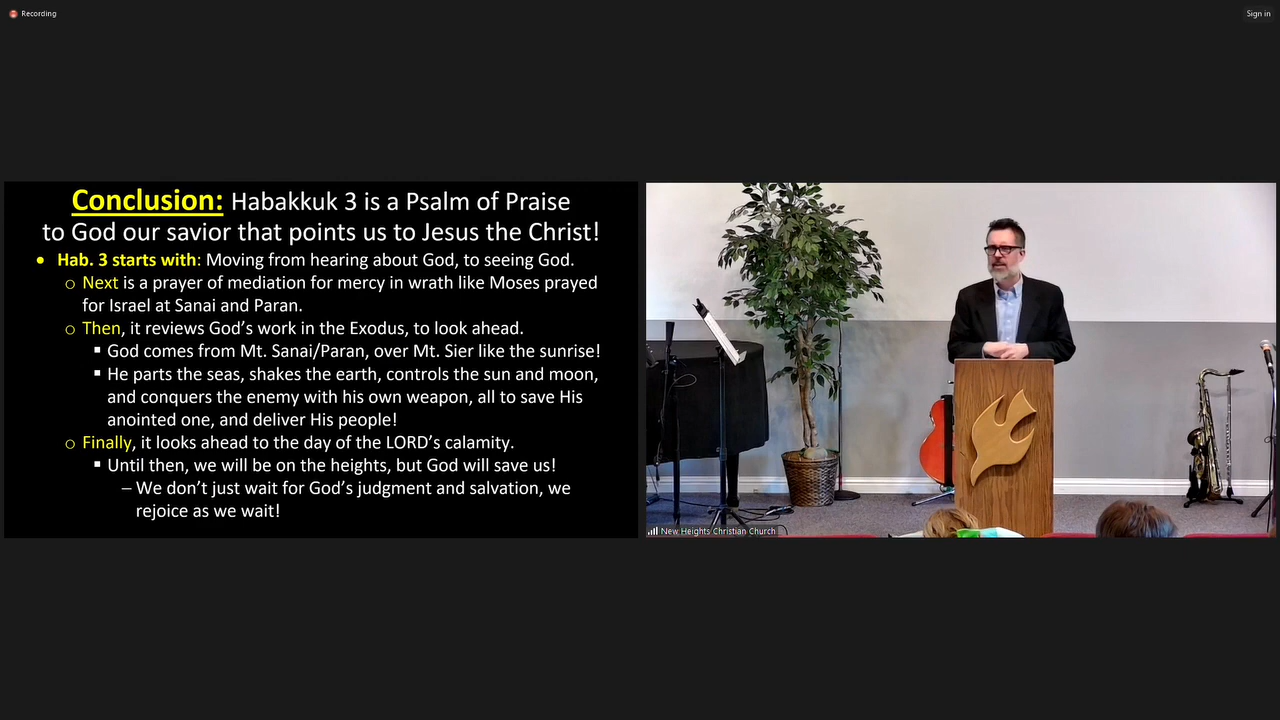 Recording
Sign in
Conclusion: Habakkuk 3 is a Psalm of Praise
to God our savior that points us to Jesus the Christ!
• Hab. 3 starts with: Moving from hearing about God, to seeing God.
o Next is a prayer of mediation for mercy in wrath like Moses prayed
for Israel at Sanai and Paran.
o Then, it reviews God's work in the Exodus, to look ahead.
▪ God comes from Mt. Sanai/Paran, over Mt. Sier like the sunrise!
▪ He parts the seas, shakes the earth, controls the sun and moon,
and conquers the enemy with his own weapon, all to save His
anointed one, and deliver His people!
o Finally, it looks ahead to the day of the LORD's calamity.
▪ Until then, we will be on the heights, but God will save us!
– We don't just wait for God's judgment and salvation, we
rejoice as we wait!
New Heights Christian Church